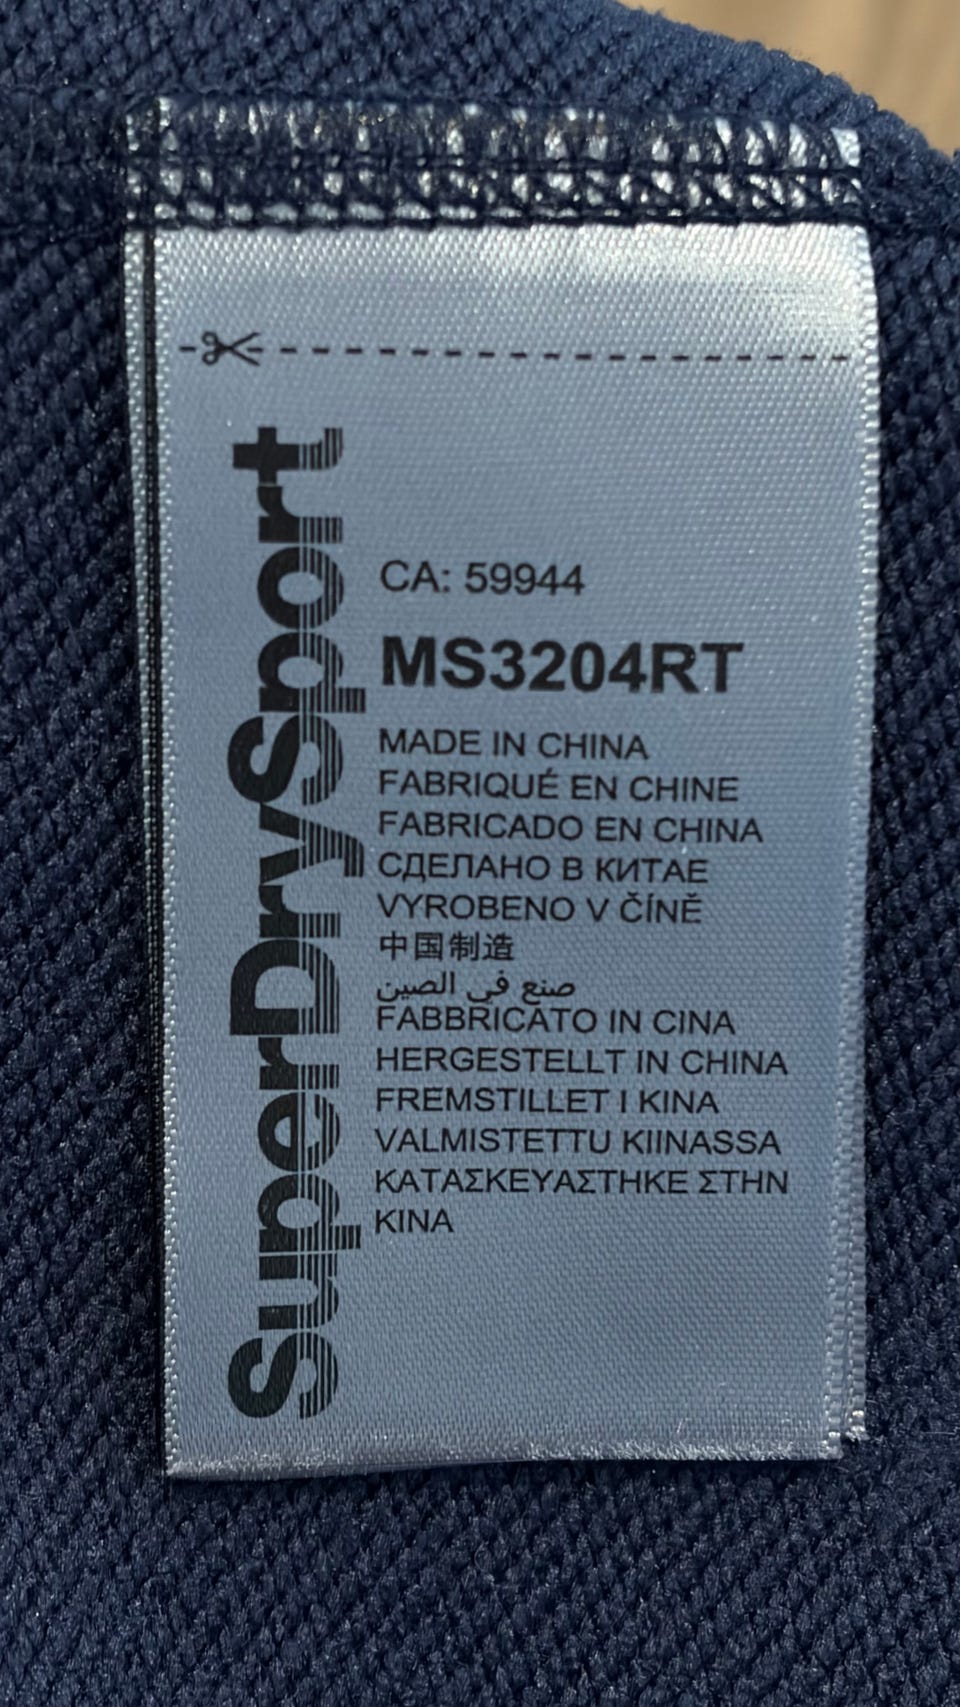 SuperDrySport
CA: 59944
MS3204RT
MADE IN CHINA
FABRIQUÉ EN CHINE
FABRICADO EN CHINA
СДЕЛАНО В КИТАЕ
VYROBENO V ČÍNĚ
中国制造
صنع في الصين
FABBRICATO IN CINA
HERGESTELLT IN CHINA
FREMSTILLET I KINA
VALMISTETTU KIINASSA
ΚΑΤΑΣΚΕΥΑΣΤΗΚΕ ΣΤΗΝ
ΚΙΝΑ